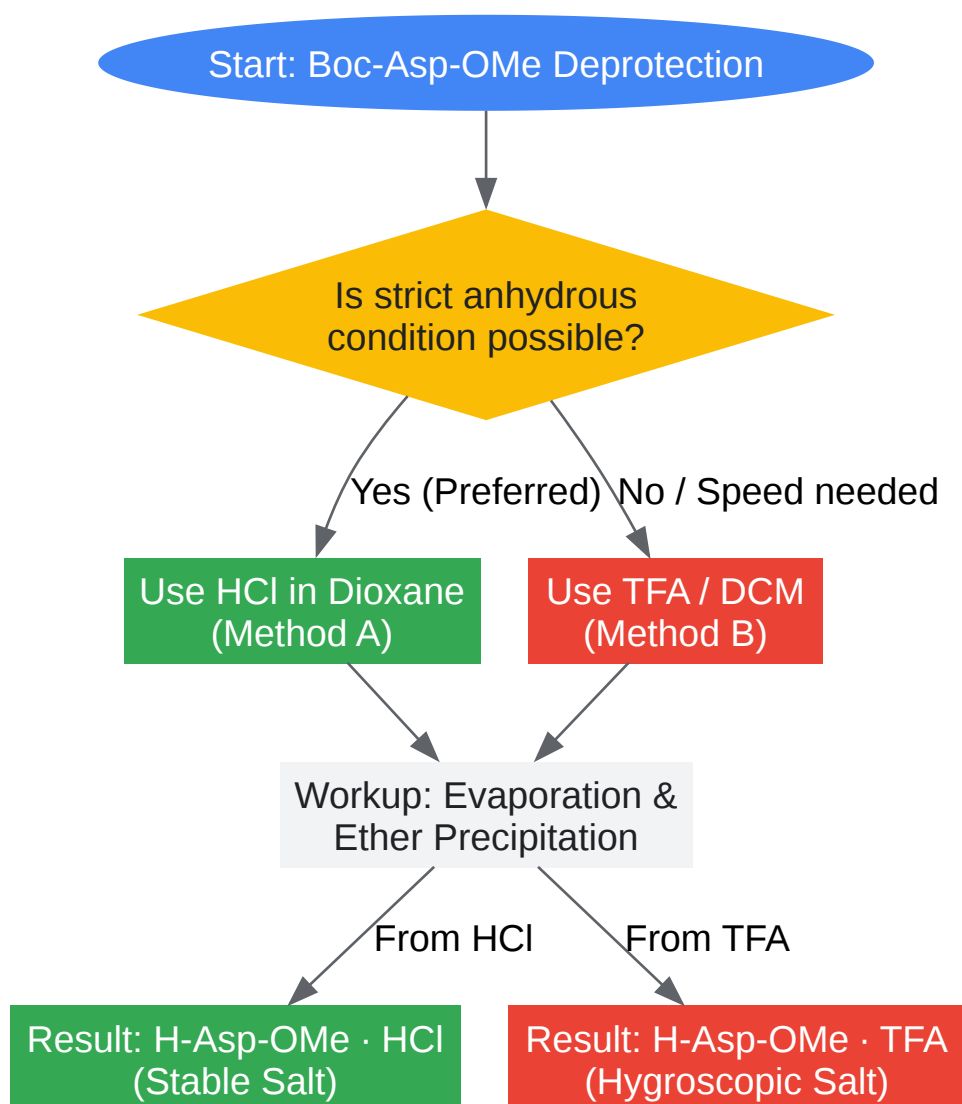 Start: Boc-Asp-OMe Deprotection
Is strict anhydrous
condition possible?
Yes (Preferred)
No / Speed needed
Use HCl in Dioxane
(Method A)
Use TFA / DCM
(Method B)
Workup: Evaporation &
Ether Precipitation
From HCl
From TFA
Result: H-Asp-OMe · HCl
(Stable Salt)
Result: H-Asp-OMe · TFA
(Hygroscopic Salt)